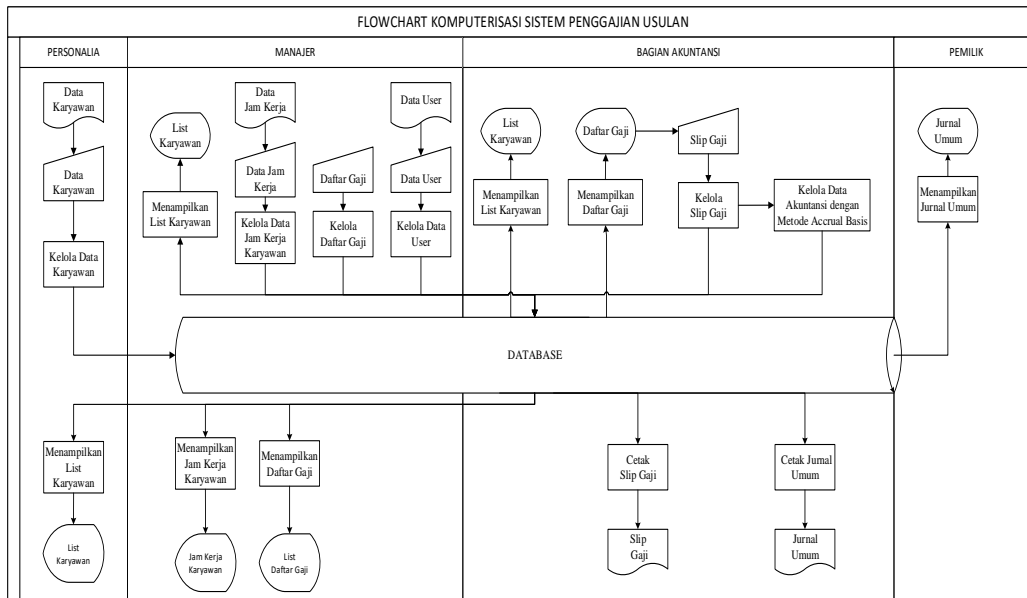 FLOWCHART KOMPUTERISASI SISTEM PENGGAJIAN USULAN
PERSONALIA
MANAJER
BAGIAN AKUNTANSI
PEMILIK
Data
Karyawan
Data
Karyawan
Kelola Data
Karyawan
List
Karyawan
Menampilkan
List Karyawan
Data
Jam Kerja
Data Jam
Kerja
Kelola Data
Jam Kerja
Karyawan
Daftar Gaji
Kelola
Daftar Gaji
Data User
Data User
Kelola Data
User
List
Karyawan
Menampilkan
List Karyawan
Daftar Gaji
Menampilkan
Daftar Gaji
Slip Gaji
Kelola
Slip Gaji
Kelola Data
Akuntansi dengan
Metode Accrual Basis
Jurnal
Umum
Menampilkan
Jurnal Umum
DATABASE
Menampilkan
List
Karyawan
List
Karyawan
Menampilkan
Jam Kerja
Karyawan
Jam Kerja
Karyawan
Menampilkan
Daftar Gaji
List
Daftar Gaji
Cetak
Slip Gaji
Slip
Gaji
Cetak Jurnal
Umum
Jurnal
Umum